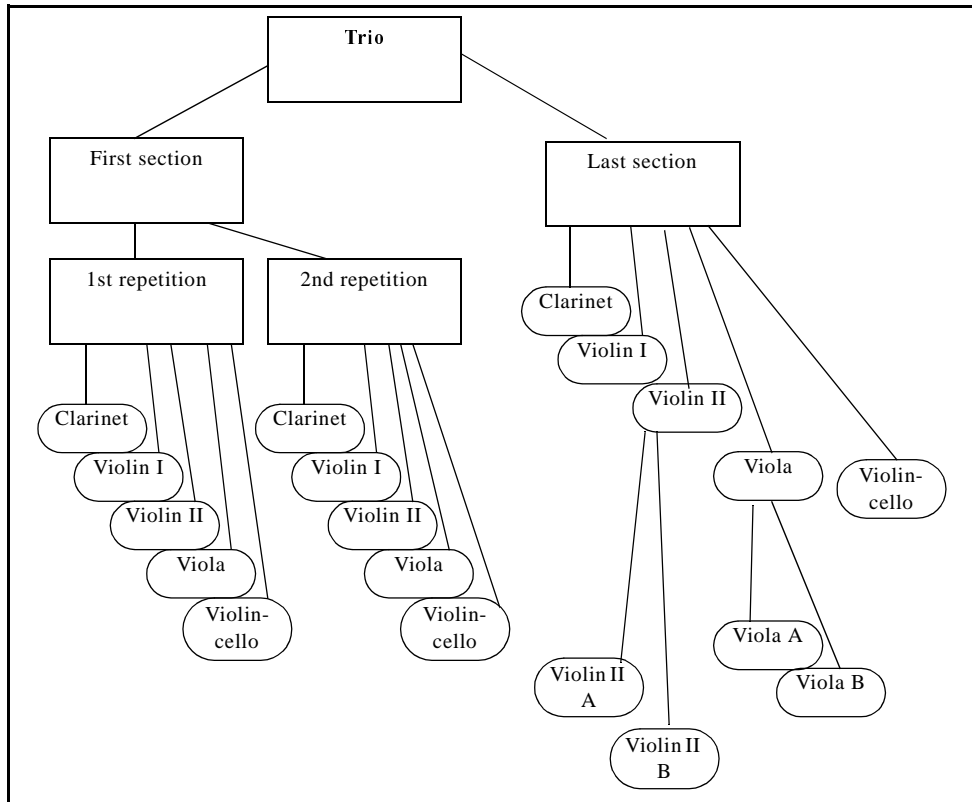 Trio
First section
Last section
1st repetition
2nd repetition
Clarinet
Violin I
Violin II
Viola
Violin-
cello
Clarinet
Violin I
Violin II
Viola
Violin-
cello
Clarinet
Violin I
Violin II
Viola
Violin-
cello
Violin II
A
Violin II
B
Viola A
Viola B